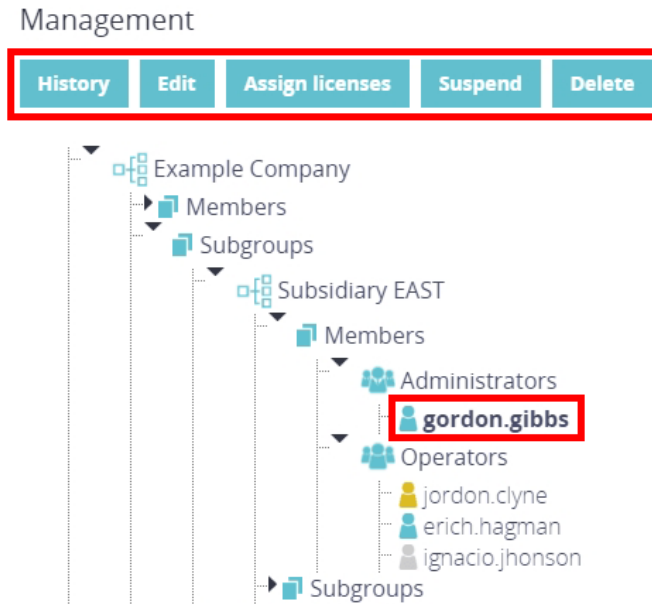 Management
History Edit Assign licenses Suspend Delete
Example Company
Members
Subgroups
Subsidiary EAST
Members
Administrators
gordon.gibbs
Operators
jordon.clyne
erich.hagman
ignacio.jhonson
Subgroups